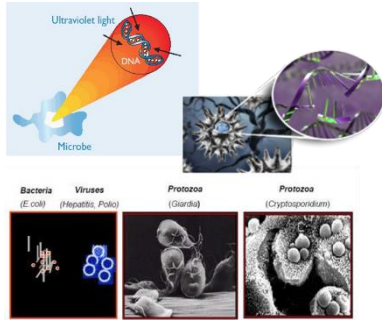 Ultraviolet light
DNA
Microbe
Bacteria
(E coli)
Viruses
(Hepatitis, Polio)
Protozoa
(Giardia)
Protozoa
(Cryptosporidium)